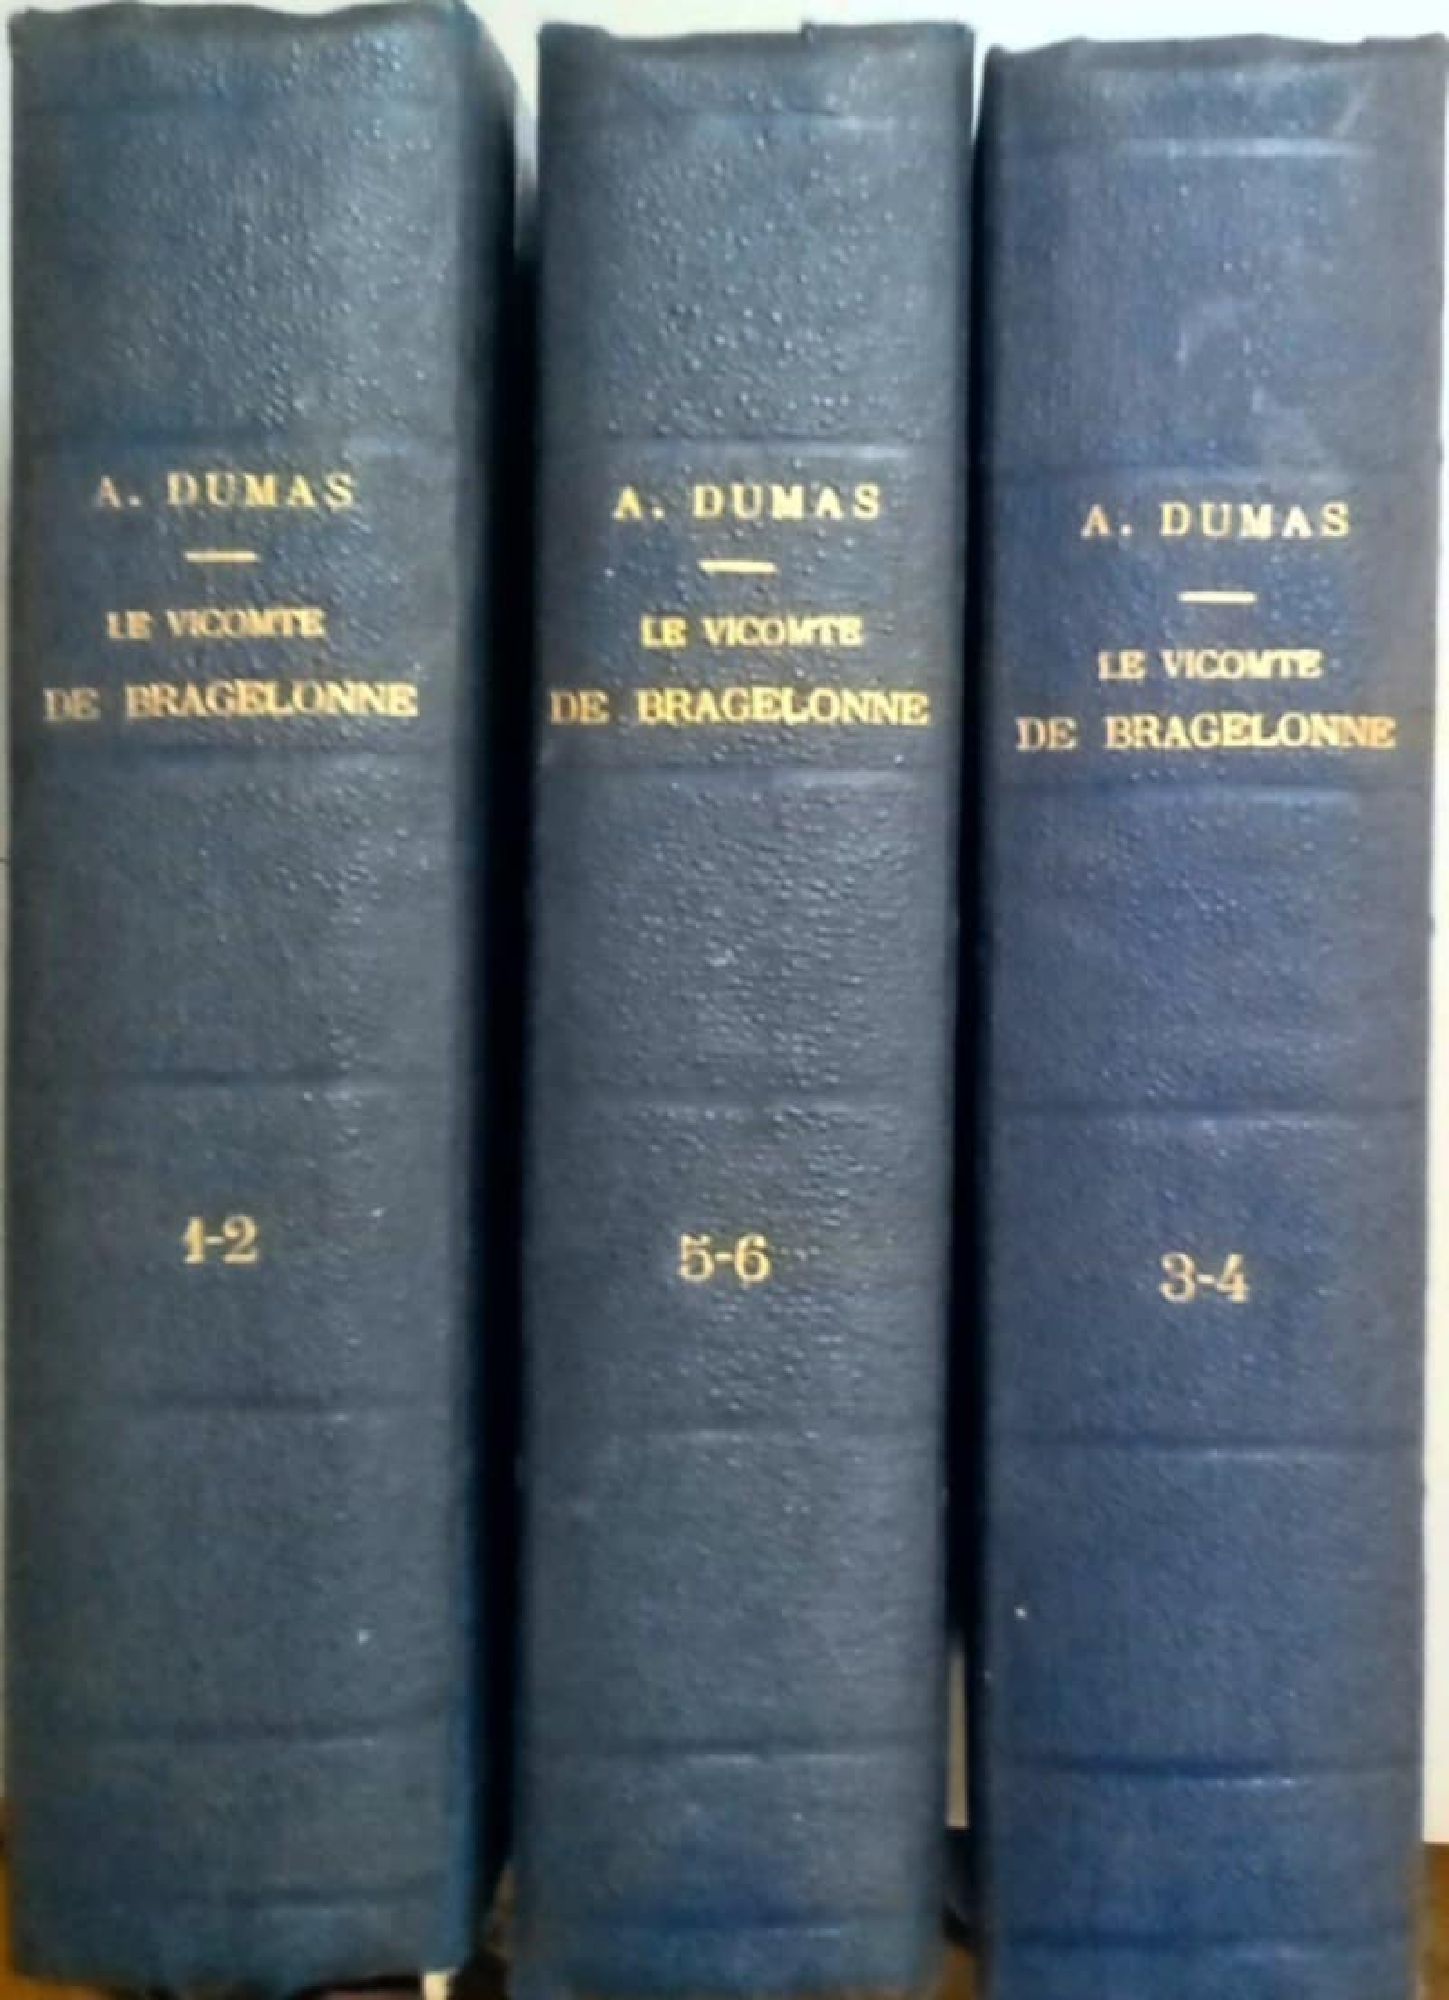 A. DUMAS
LE VICOMTE
DE BRAGELONNE
1-2
A. DUMAS
LE VICOMTE
DE BRAGELONNE
5-6
A. DUMAS
LE VICOMTE
DE BRAGELONNE
3-4